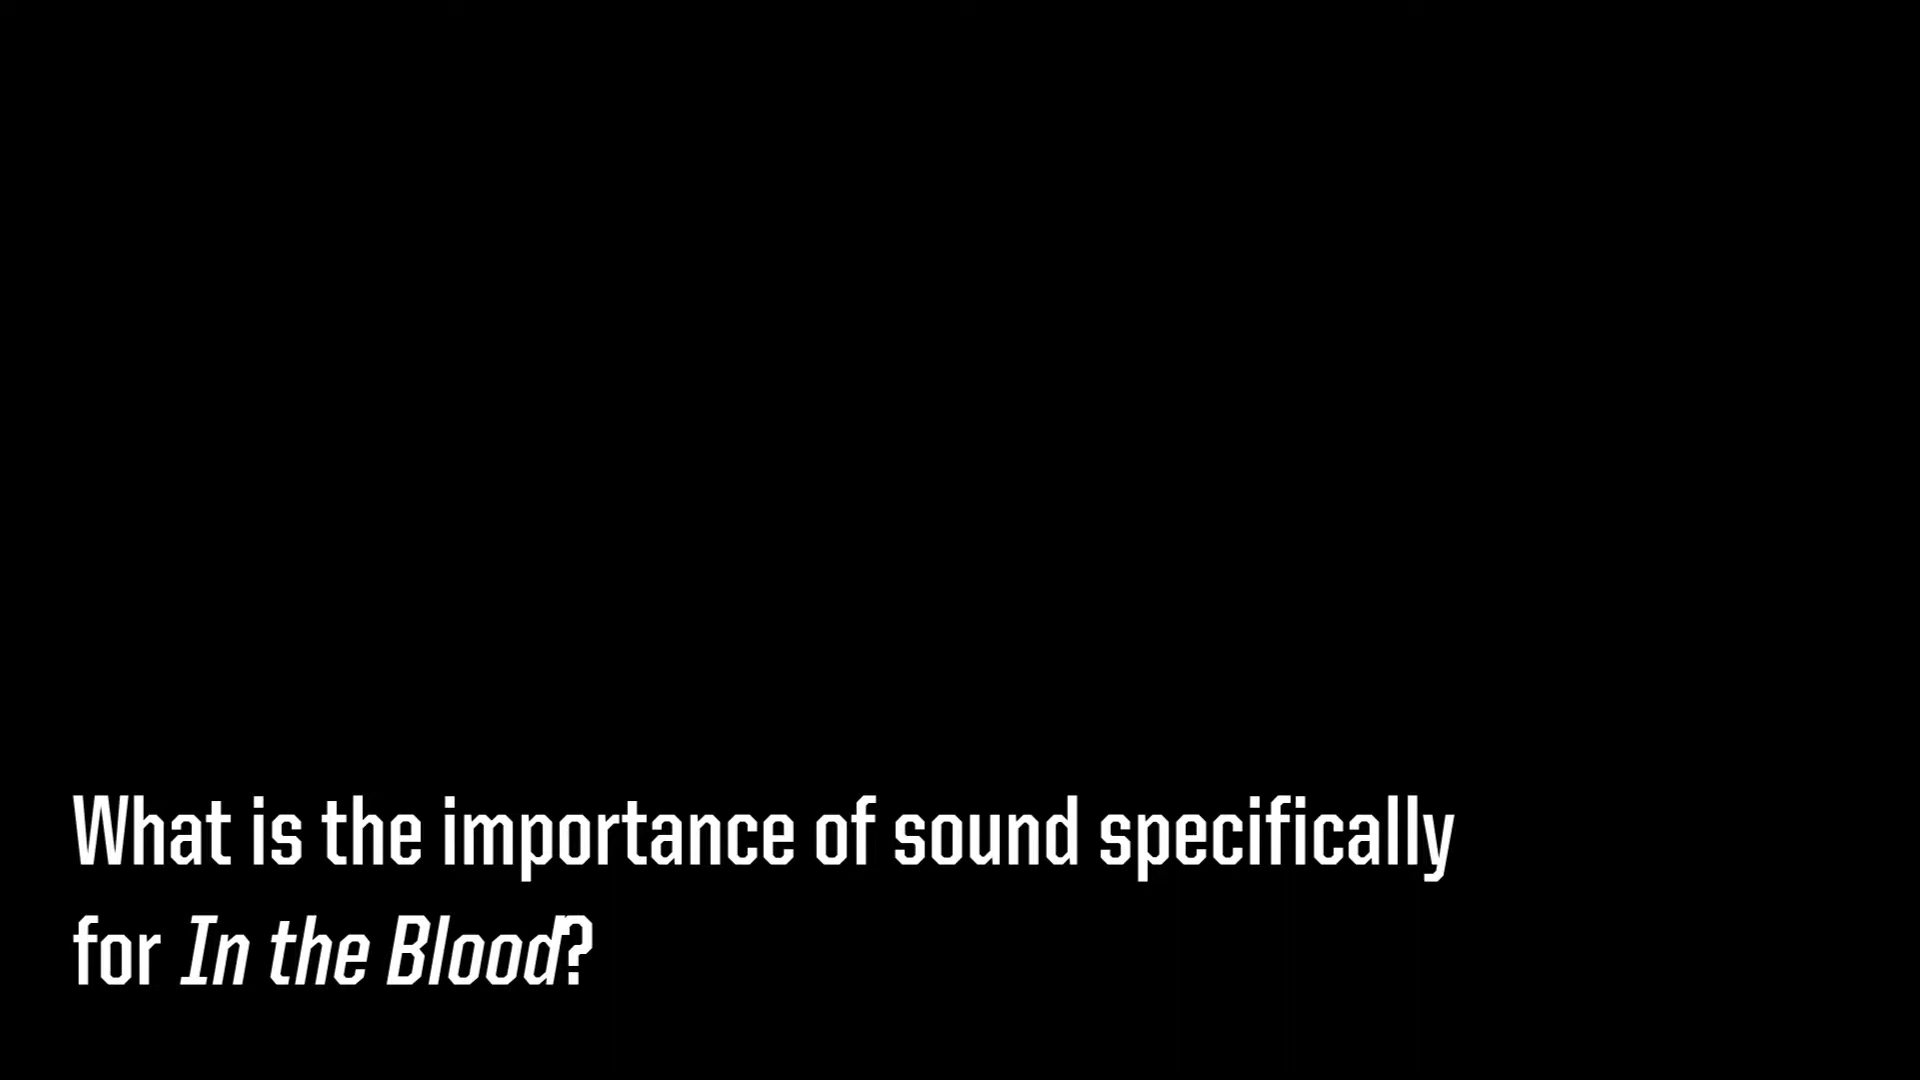 What is the importance of sound specifically
for In the Blood?